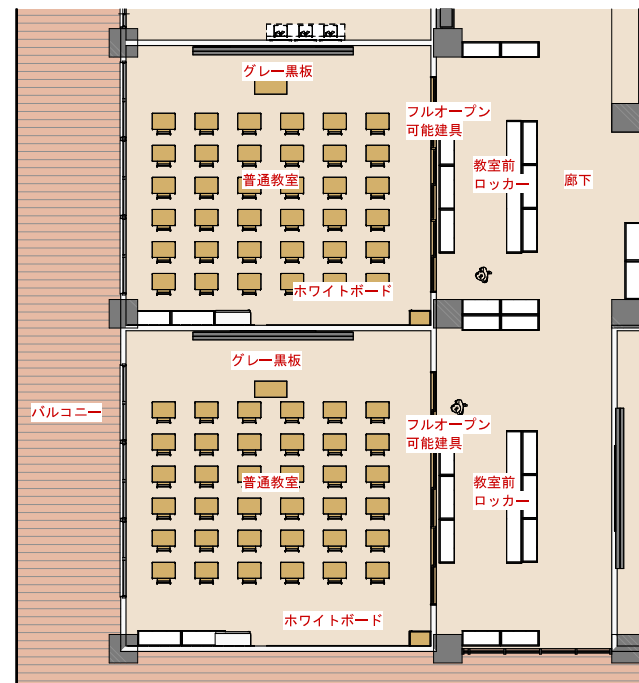 グレー黒板
フルオープン
可能建具
普通教室
教室前
ロッカー
廊下
ホワイトボード
グレー黒板
バルコニー
フルオープン
可能建具
普通教室
教室前
ロッカー
ホワイトボード